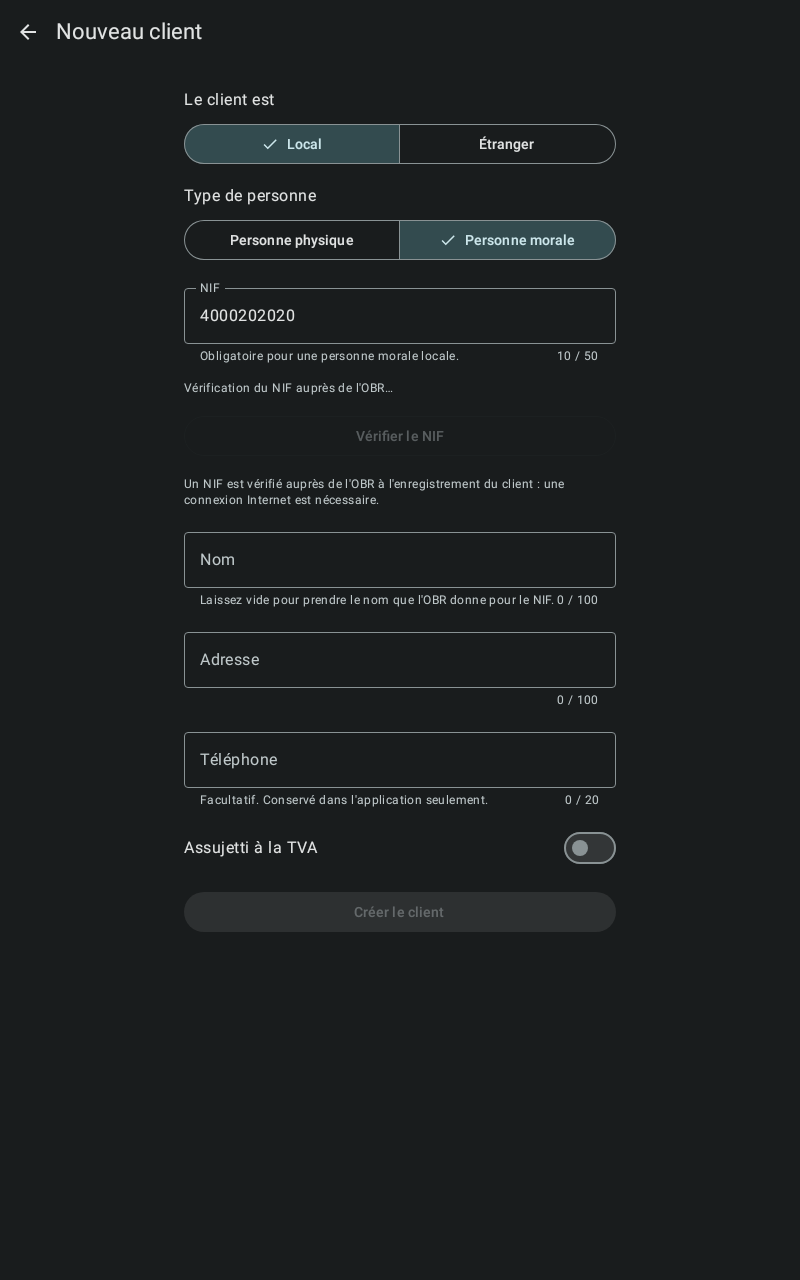 Nouveau client
Le client est
Local
Étranger
Type de personne
Personne physique
Personne morale
NIF
4000202020
Obligatoire pour une personne morale locale.
10 / 50
Vérification du NIF auprès de l'OBR…
Vérifier le NIF
Un NIF est vérifié auprès de l'OBR à l'enregistrement du client : une
connexion Internet est nécessaire.
Nom
Laissez vide pour prendre le nom que l'OBR donne pour le NIF.
0 / 100
Adresse
0 / 100
Téléphone
Facultatif. Conservé dans l'application seulement.
0 / 20
Assujetti à la TVA
Créer le client